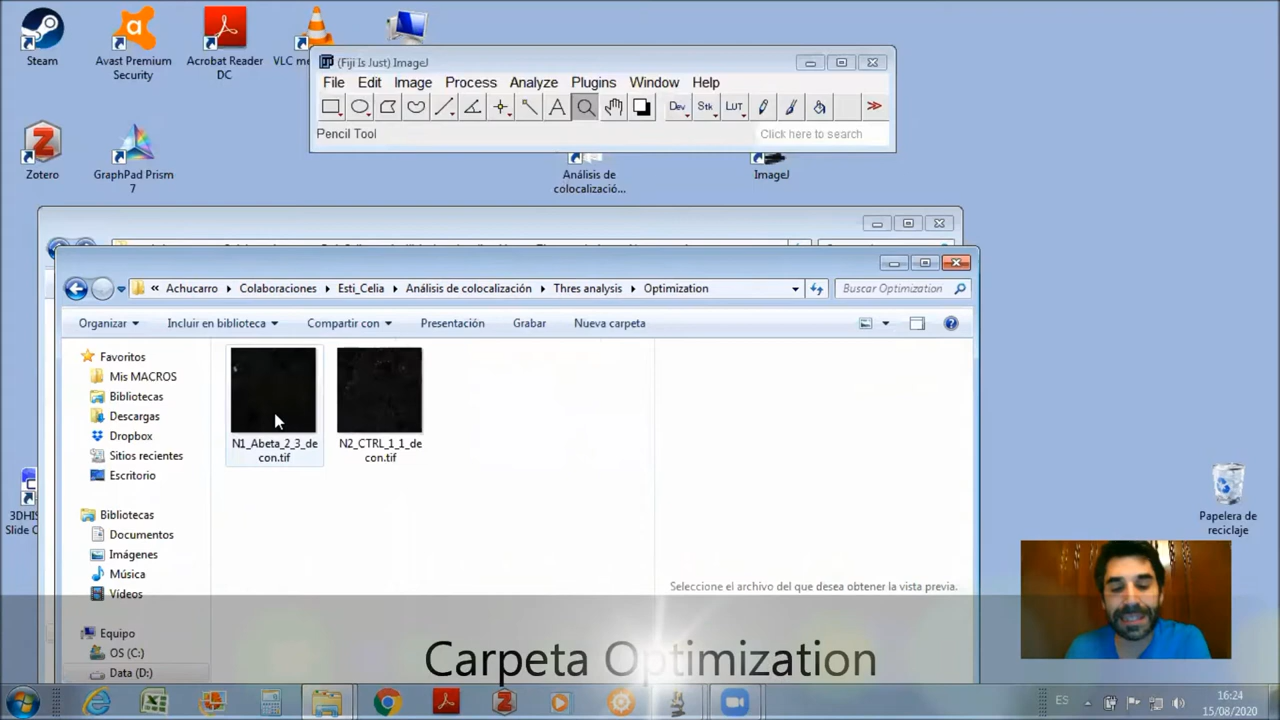 Steam
Avast Premium
Security
Acrobat Reader
DC
VLC me
(Fiji Is Just) ImageJ
File Edit Image Process Analyze Plugins Window Help
Dev Stk LUT
Pencil Tool
Click here to search
Zotero
GraphPad Prism
7
Análisis de
colocalizació...
ImageJ
Achucarro
Colaboraciones
Esti_Celia
Análisis de colocalización
Thres analysis
Optimization
Buscar Optimization
Organizar
Incluir en biblioteca
Compartir con
Presentación
Grabar
Nueva carpeta
Favoritos
Mis MACROS
Bibliotecas
Descargas
Dropbox
Sitios recientes
Escritorio
Bibliotecas
Documentos
Imágenes
Música
Vídeos
Equipo
OS (C:)
Data (D:)
N1_Abeta_2_3_de
con.tif
N2_CTRL_1_1_de
con.tif
Seleccione el archivo del que desea obtener la vista previa.
3DHIS
Slide C
Papelera de
reciclaje
Carpeta Optimization
ES
16:24
15/08/2020